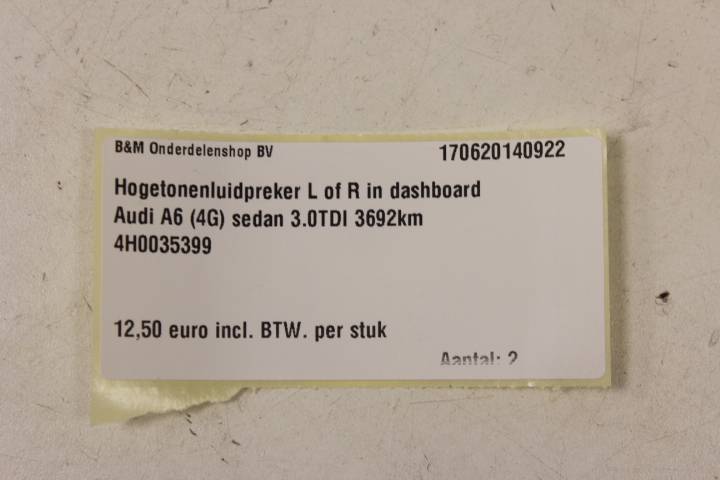 B&M Onderdelenshop BV 170620140922
Hogetonenluidpreker L of R in dashboard
Audi A6 (4G) sedan 3.0TDI 3692km
4H0035399
12,50 euro incl. BTW. per stuk
Aantal: 2